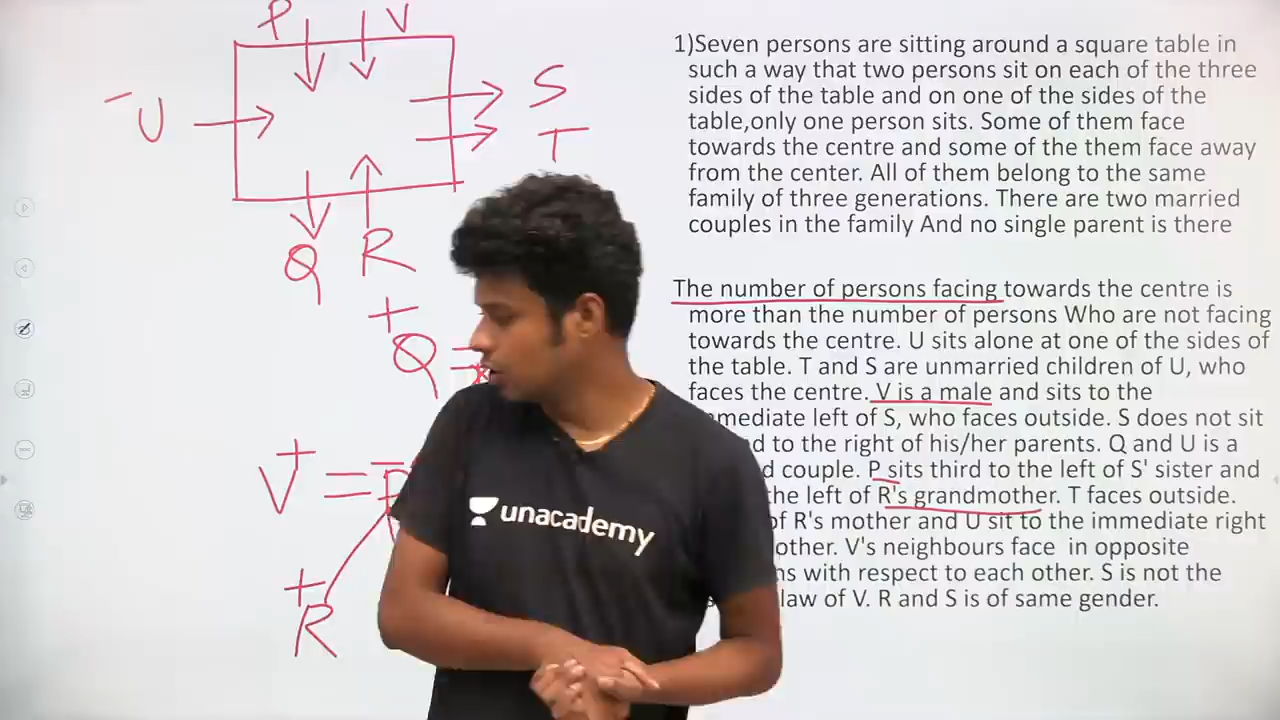 P V
U
S
T
Q R
+
Q =
V+ = P
+
R
unacademy
1)Seven persons are sitting around a square table in
such a way that two persons sit on each of the three
sides of the table and on one of the sides of the
table,only one person sits. Some of them face
towards the centre and some of the them face away
from the center. All of them belong to the same
family of three generations. There are two married
couples in the family And no single parent is there
The number of persons facing towards the centre is
more than the number of persons Who are not facing
towards the centre. U sits alone at one of the sides of
the table. T and S are unmarried children of U, who
faces the centre. V is a male and sits to the
immediate left of S, who faces outside. S does not sit
to the right of his/her parents. Q and U is a
couple. P sits third to the left of S' sister and
the left of R's grandmother. T faces outside.
of R's mother and U sit to the immediate right
V's neighbours face in opposite
with respect to each other. S is not the
law of V. R and S is of same gender.